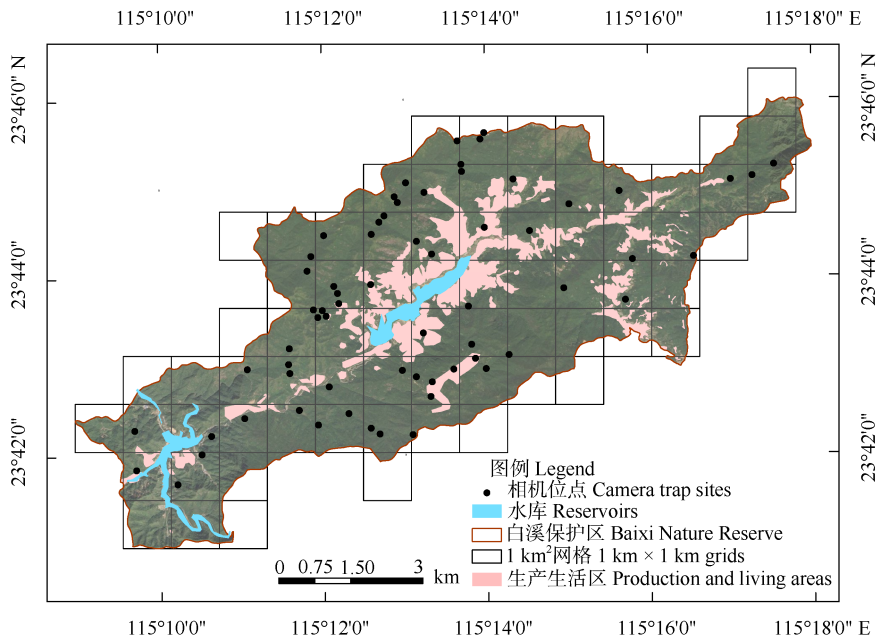 115°10'0" 115°12'0" 115°14'0" 115°16'0" 115°18'0" E
23°46'0" N
23°44'0"
23°42'0"
23°46'0" N
23°44'0"
23°42'0"
图例 Legend
相机位点 Camera trap sites
水库 Reservoirs
白溪保护区 Baixi Nature Reserve
1 km²网格 1 km × 1 km grids
生产生活区 Production and living areas
0 0.75 1.50 3 km
115°10'0" 115°12'0" 115°14'0" 115°16'0" 115°18'0" E